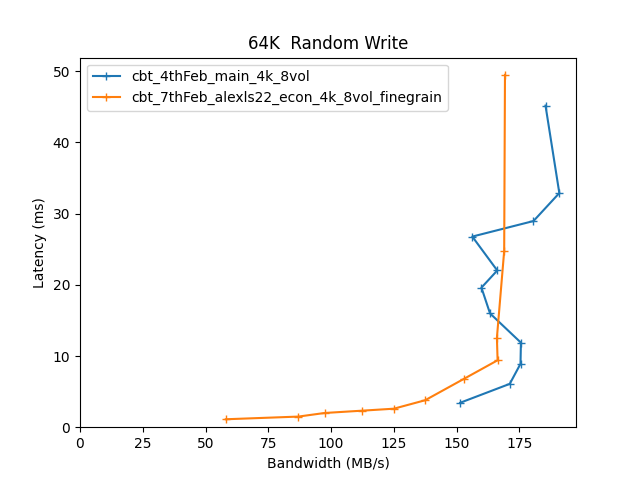 64K  Random Write
cbt_4thFeb_main_4k_8vol
cbt_7thFeb_alexls22_econ_4k_8vol_finegrain
50
40
30
20
10
0
Latency (ms)
0 25 50 75 100 125 150 175
Bandwidth (MB/s)